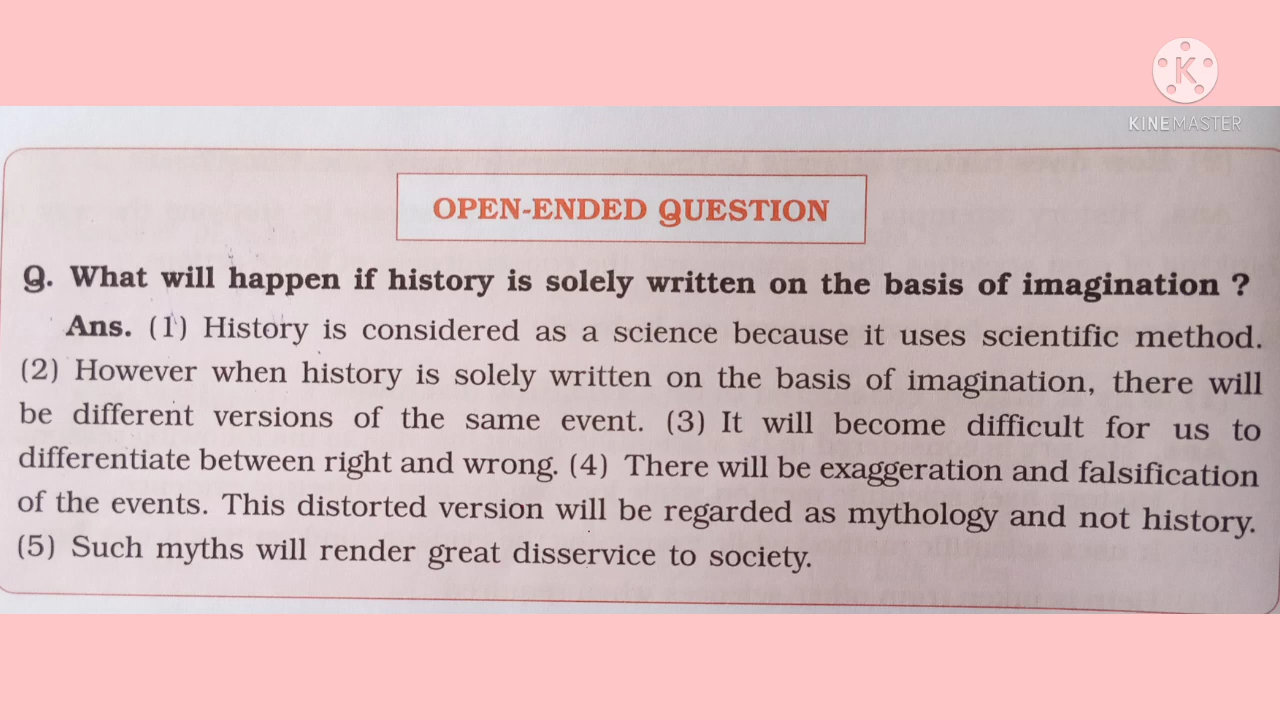 K
KINEMASTER
OPEN-ENDED QUESTION
Q. What will happen if history is solely written on the basis of imagination ?
Ans. (1) History is considered as a science because it uses scientific method.
(2) However when history is solely written on the basis of imagination, there will
be different versions of the same event. (3) It will become difficult for us to
differentiate between right and wrong. (4) There will be exaggeration and falsification
of the events. This distorted version will be regarded as mythology and not history.
(5) Such myths will render great disservice to society.